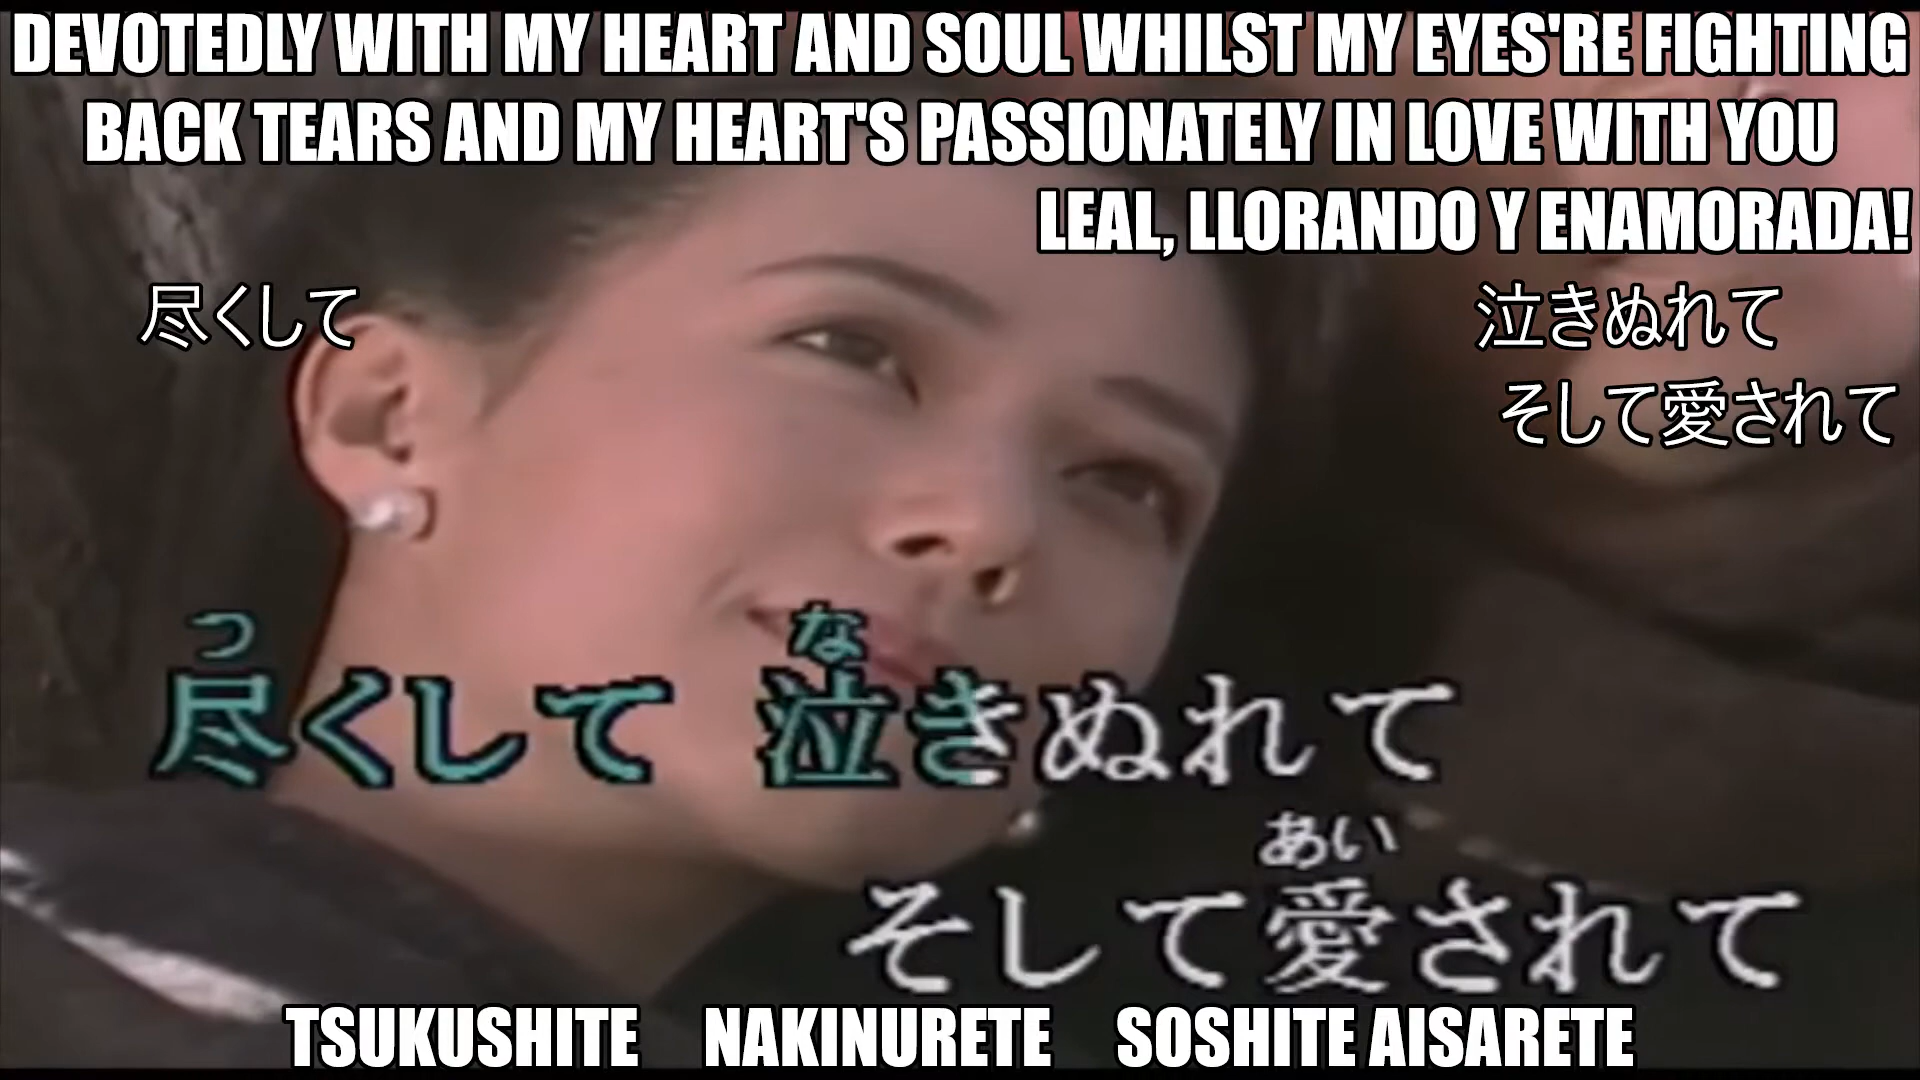 DEVOTEDLY WITH MY HEART AND SOUL WHILST MY EYES'RE FIGHTING
BACK TEARS AND MY HEART'S PASSIONATELY IN LOVE WITH YOU
LEAL, LLORANDO Y ENAMORADA!
尽くして 泣きぬれて
そして愛されて
つ な
尽くして 泣きぬれて
あい
そして愛されて
TSUKUSHITE NAKINURETE SOSHITE AISARETE